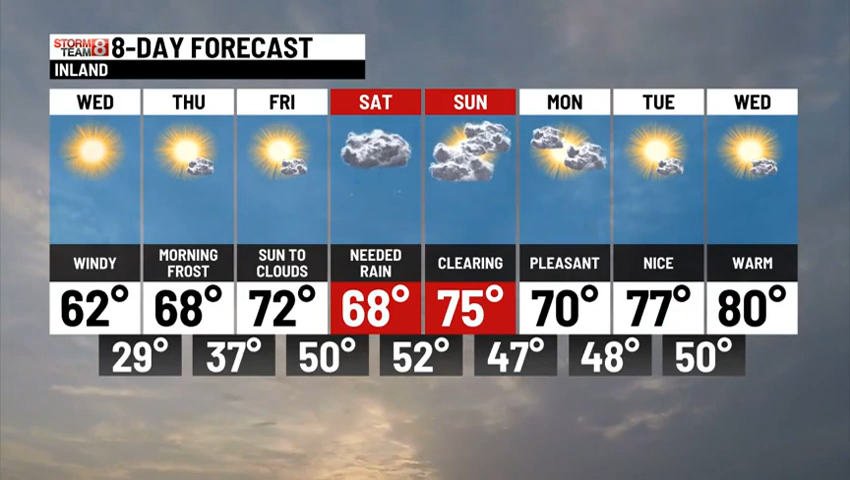 STORM
TEAM 8
8-DAY FORECAST
INLAND
WED THU FRI SAT SUN MON TUE WED
WINDY
MORNING
FROST
SUN TO
CLOUDS
NEEDED
RAIN
CLEARING
PLEASANT
NICE
WARM
62° 68° 72° 68° 75° 70° 77° 80°
29° 37° 50° 52° 47° 48° 50°